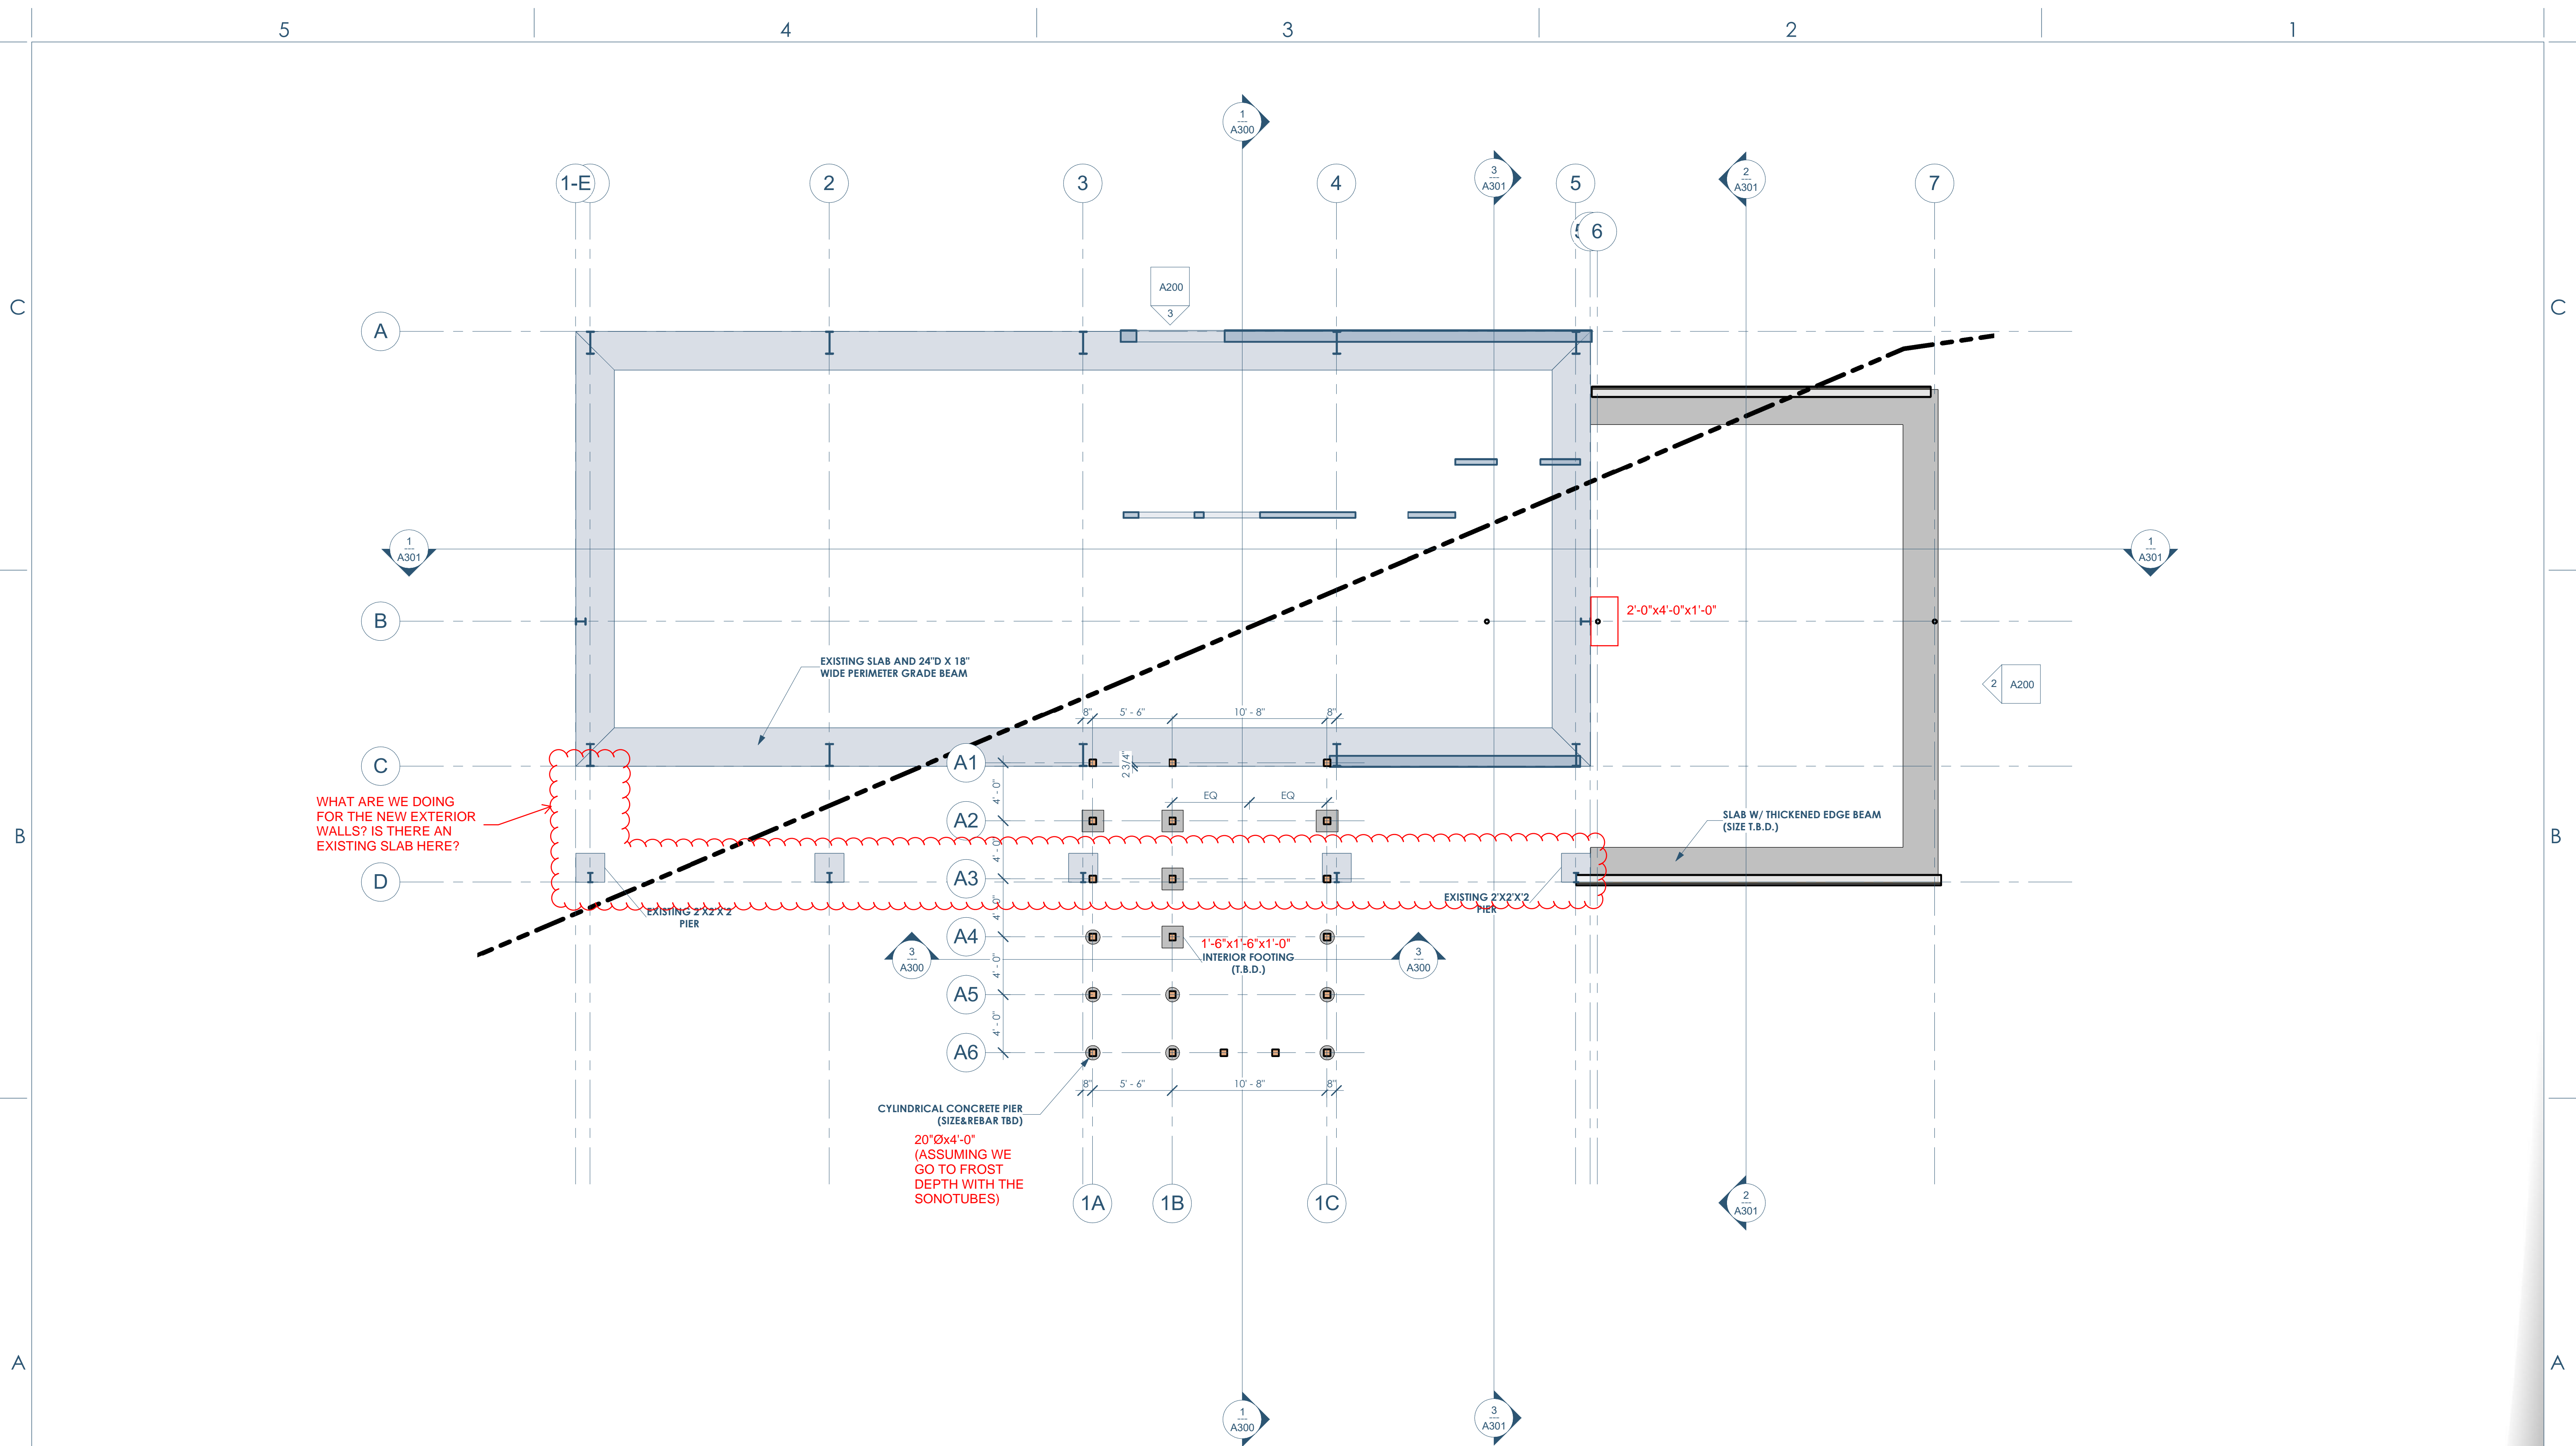 5 4 3 2 1
1
---
A300
1-E 2 3 4 5 7
3
---
A301
2
---
A301
6
A200
3
C C
A
1
---
A301
1
---
A301
B
2'-0"x4'-0"x1'-0"
EXISTING SLAB AND 24"D X 18"
WIDE PERIMETER GRADE BEAM
2 A200
8" 5' - 6" 10' - 8" 8"
C
A1
2 3/4"
4' - 0"
EQ EQ
WHAT ARE WE DOING
FOR THE NEW EXTERIOR
WALLS? IS THERE AN
EXISTING SLAB HERE?
A2
SLAB W/ THICKENED EDGE BEAM
(SIZE T.B.D.)
B B
4' - 0"
D
A3
EXISTING 2'X2'X'2
PIER
EXISTING 2'X2'X'2
PIER
4' - 0"
A4
1'-6"x1'-6"x1'-0"
INTERIOR FOOTING
(T.B.D.)
3
---
A300
3
---
A300
4' - 0"
A5
4' - 0"
A6
8" 5' - 6" 10' - 8" 8"
CYLINDRICAL CONCRETE PIER
(SIZE&REBAR TBD)
20"Øx4'-0"
(ASSUMING WE
GO TO FROST
DEPTH WITH THE
SONOTUBES)
1A 1B 1C
2
---
A301
A A
1
---
A300
3
---
A301